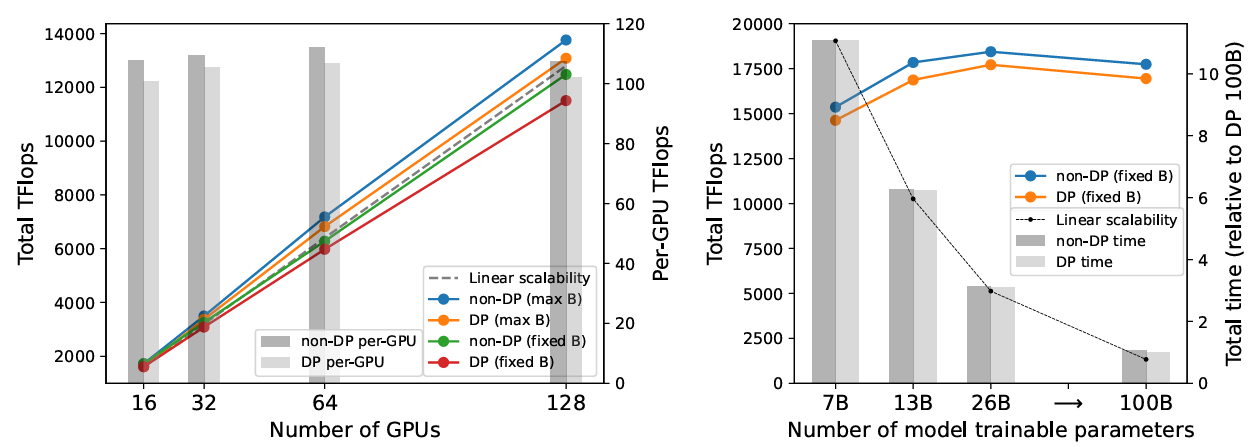 14000
12000
10000
8000
6000
4000
2000
Total TFlops
120
100
80
60
40
20
0
Per-GPU TFlops
non-DP per-GPU
DP per-GPU
Linear scalability
non-DP (max B)
DP (max B)
non-DP (fixed B)
DP (fixed B)
16 32 64 128
Number of GPUs
20000
17500
15000
12500
10000
7500
5000
2500
0
Total TFlops
10
8
6
4
2
0
Total time (relative to DP 100B)
non-DP (fixed B)
DP (fixed B)
Linear scalability
non-DP time
DP time
7B 13B 26B → 100B
Number of model trainable parameters